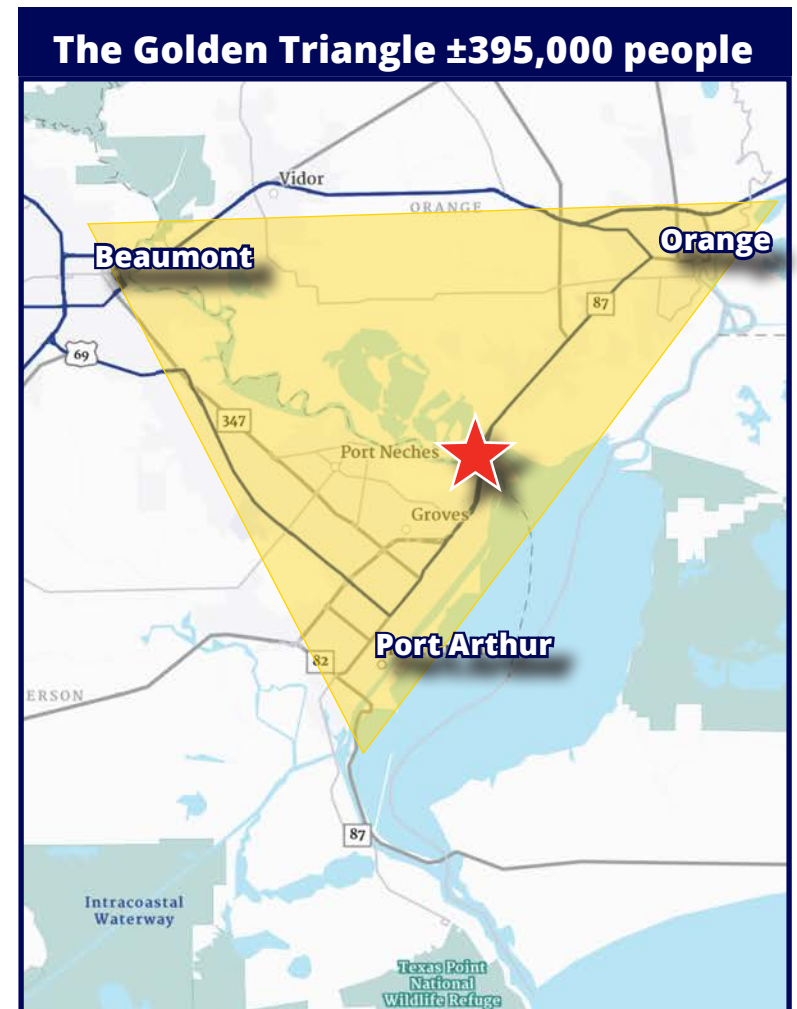 The Golden Triangle ±395,000 people
Vidor
ORANGE
Orange
Beaumont
87
69
347
Port Neches
Groves
Port Arthur
82
ERSON
87
Intracoastal
Waterway
Texas Point
National
Wildlife Refuge